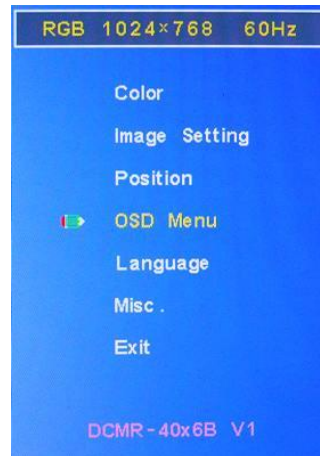 RGB 1024×768 60Hz
Color
Image Setting
Position
OSD Menu
Language
Misc.
Exit
DCMR-40x6B V1